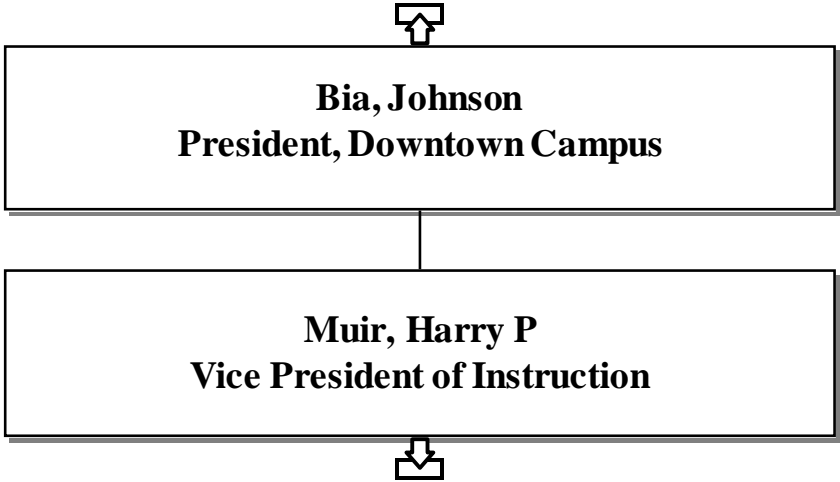 Bia, Johnson
President, Downtown Campus
Muir, Harry P
Vice President of Instruction